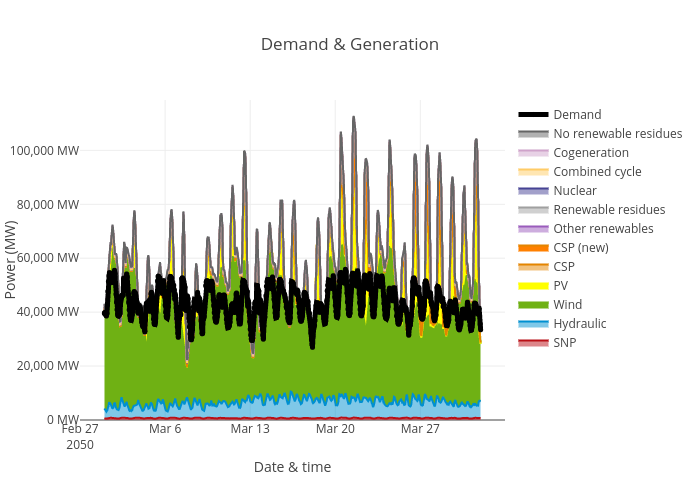 Demand & Generation
Power (MW)
100,000 MW
80,000 MW
60,000 MW
40,000 MW
20,000 MW
0 MW
Feb 27
2050
Mar 6
Mar 13
Mar 20
Mar 27
Date & time
Demand
No renewable residues
Cogeneration
Combined cycle
Nuclear
Renewable residues
Other renewables
CSP (new)
CSP
PV
Wind
Hydraulic
SNP